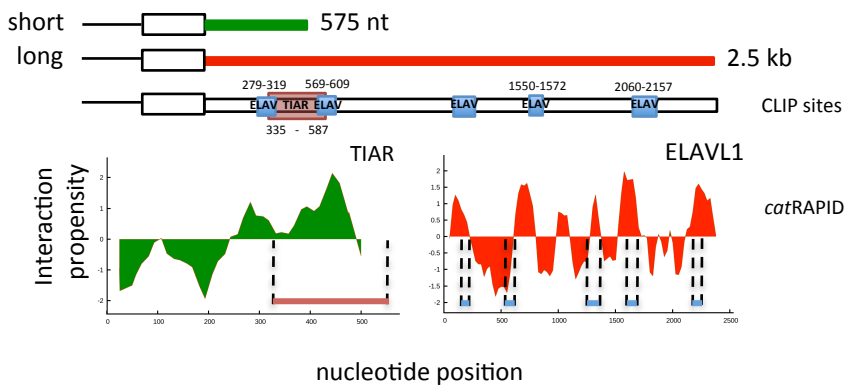 short 575 nt
long 2.5 kb
279-319 569-609 1550-1572 2060-2157
ELAV TIAR ELAV ELAV ELAV ELAV CLIP sites
335 - 587
TIAR ELAVL1
Interaction
propensity
catRAPID
2
1
0
-1
-2
0 100 200 300 400 500
2
1.5
1
0.5
0
-0.5
-1
-1.5
-2
0 500 1000 1500 2000 2500
nucleotide position